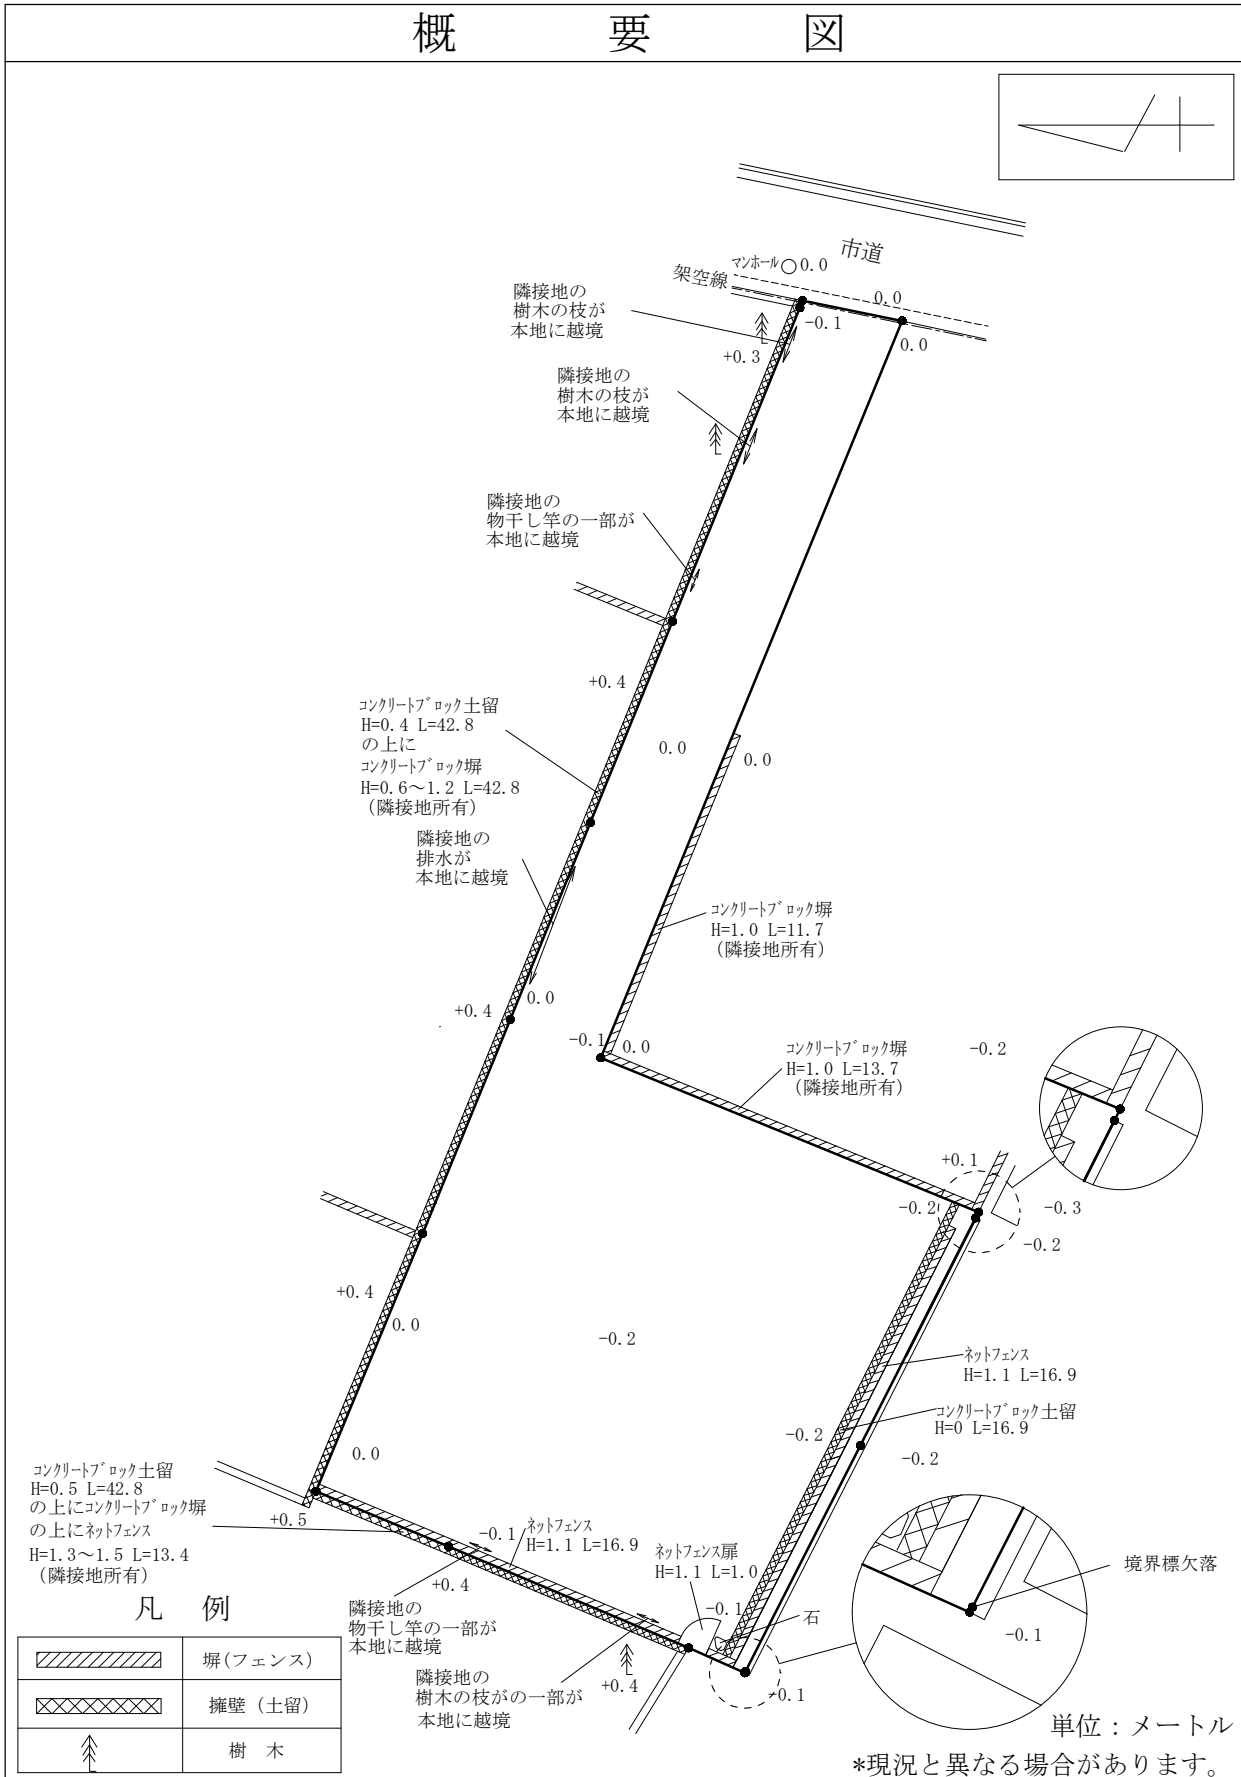 概要図
市道
マンホール 0.0
架空線
0.0
-0.1
0.0
+0.3
隣接地の
樹木の枝が
本地に越境
隣接地の
樹木の枝が
本地に越境
隣接地の
物干し竿の一部が
本地に越境
+0.4
コンクリートブロック土留
H=0.4 L=42.8
の上に
コンクリートブロック塀
H=0.6～1.2 L=42.8
(隣接地所有)
0.0
0.0
隣接地の
排水が
本地に越境
コンクリートブロック塀
H=1.0 L=11.7
(隣接地所有)
+0.4
0.0
-0.1
0.0
コンクリートブロック塀
H=1.0 L=13.7
(隣接地所有)
-0.2
+0.1
-0.2
-0.3
-0.2
+0.4
0.0
-0.2
ネットフェンス
H=1.1 L=16.9
コンクリートブロック土留
H=0 L=16.9
-0.2
-0.2
0.0
コンクリートブロック土留
H=0.5 L=42.8
の上にコンクリートブロック塀
の上にネットフェンス
H=1.3～1.5 L=13.4
(隣接地所有)
+0.5
-0.1
ネットフェンス
H=1.1 L=16.9
ネットフェンス扉
H=1.1 L=1.0
+0.4
-0.1
石
境界標欠落
-0.1
隣接地の
物干し竿の一部が
本地に越境
隣接地の
樹木の枝がの一部が
本地に越境
+0.4
-0.1
凡例
塀(フェンス)
擁壁(土留)
樹木
単位：メートル
*現況と異なる場合があります。